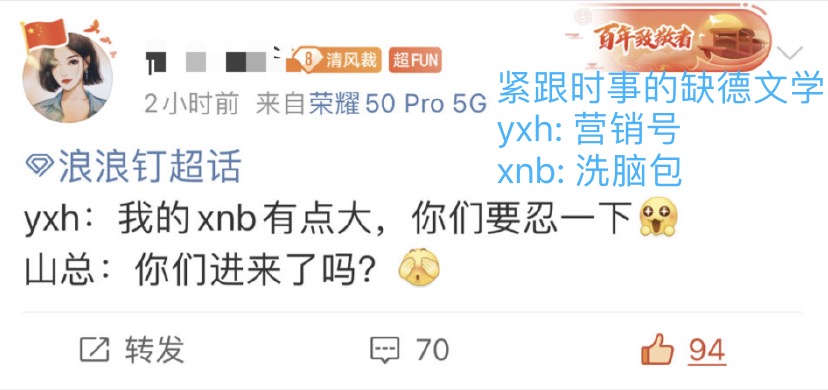 百年致敬者
8 清风裁 超FUN
2小时前 来自荣耀50 Pro 5G
紧跟时事的缺德文学
yxh: 营销号
xnb: 洗脑包
浪浪钉超话
yxh：我的xnb有点大，你们要忍一下
山总：你们进来了吗？
转发
70
94